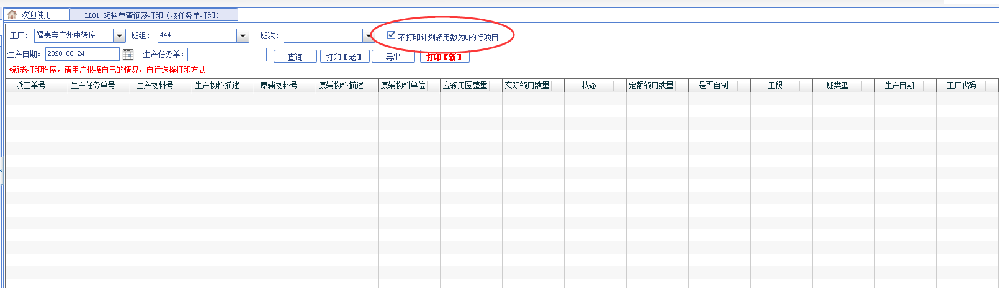 欢迎使用... LL01_领料单查询及打印（按任务单打印）
工厂： 福惠宝广州中转库 班组： 444 班次： 不打印计划领用数为0的行项目
生产日期： 2020-08-24 生产任务单： 查询 打印【老】 导出 打印【新】
*新老打印程序，请用户根据自己的情况，自行选择打印方式
派工单号 生产任务单号 生产物料号 生产物料描述 原辅物料号 原辅物料描述 原辅物料单位 应领用圆整量 实际领用数量 状态 定额领用数量 是否自制 工段 班类型 生产日期 工厂代码